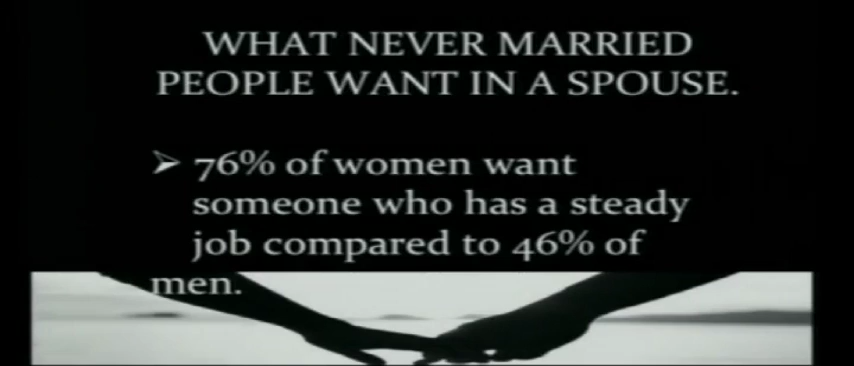 WHAT NEVER MARRIED
PEOPLE WANT IN A SPOUSE.
➢ 76% of women want
someone who has a steady
job compared to 46% of
men.